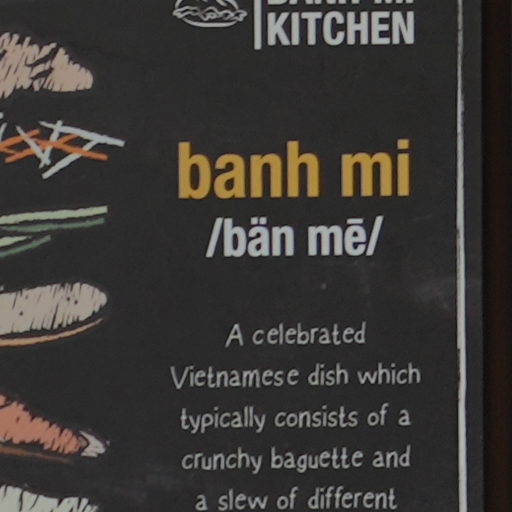 KITCHEN
banh mi
/bän mē/
A celebrated
Vietnamese dish which
typically consists of a
crunchy baguette and
a slew of different